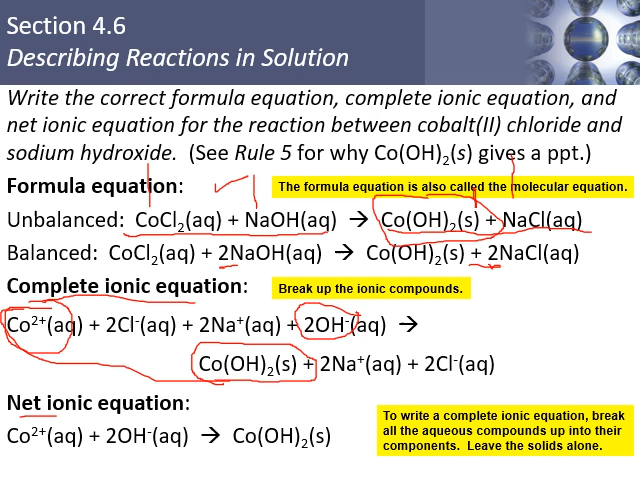 Section 4.6
Describing Reactions in Solution
Write the correct formula equation, complete ionic equation, and
net ionic equation for the reaction between cobalt(II) chloride and
sodium hydroxide. (See Rule 5 for why Co(OH)₂(s) gives a ppt.)
Formula equation:
The formula equation is also called the molecular equation.
Unbalanced: CoCl₂(aq) + NaOH(aq) → Co(OH)₂(s) + NaCl(aq)
Balanced: CoCl₂(aq) + 2NaOH(aq) → Co(OH)₂(s) + 2NaCl(aq)
Complete ionic equation:
Break up the ionic compounds.
Co²⁺(aq) + 2Cl⁻(aq) + 2Na⁺(aq) + 2OH⁻(aq) →
Co(OH)₂(s) + 2Na⁺(aq) + 2Cl⁻(aq)
Net ionic equation:
Co²⁺(aq) + 2OH⁻(aq) → Co(OH)₂(s)
To write a complete ionic equation, break
all the aqueous compounds up into their
components. Leave the solids alone.